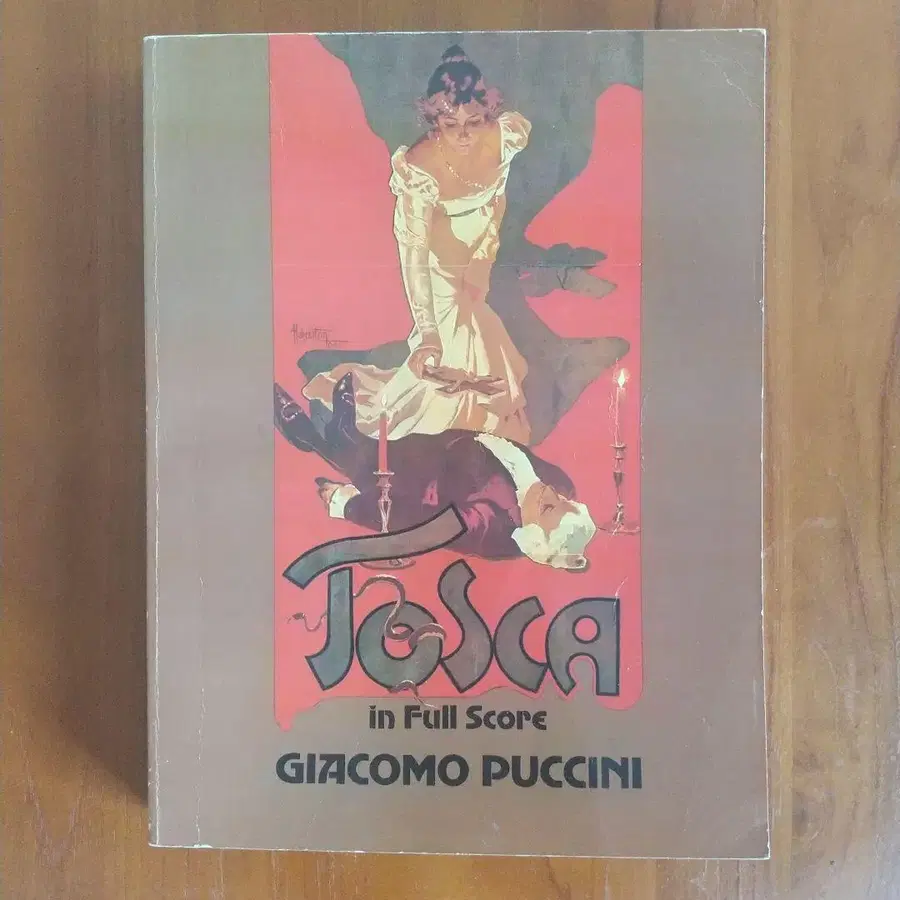 Tosca
in Full Score
GIACOMO PUCCINI